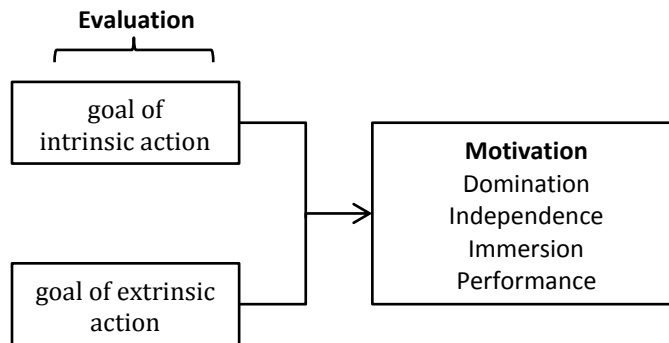 Evaluation
goal of
intrinsic action
Motivation
Domination
Independence
Immersion
Performance
goal of extrinsic
action